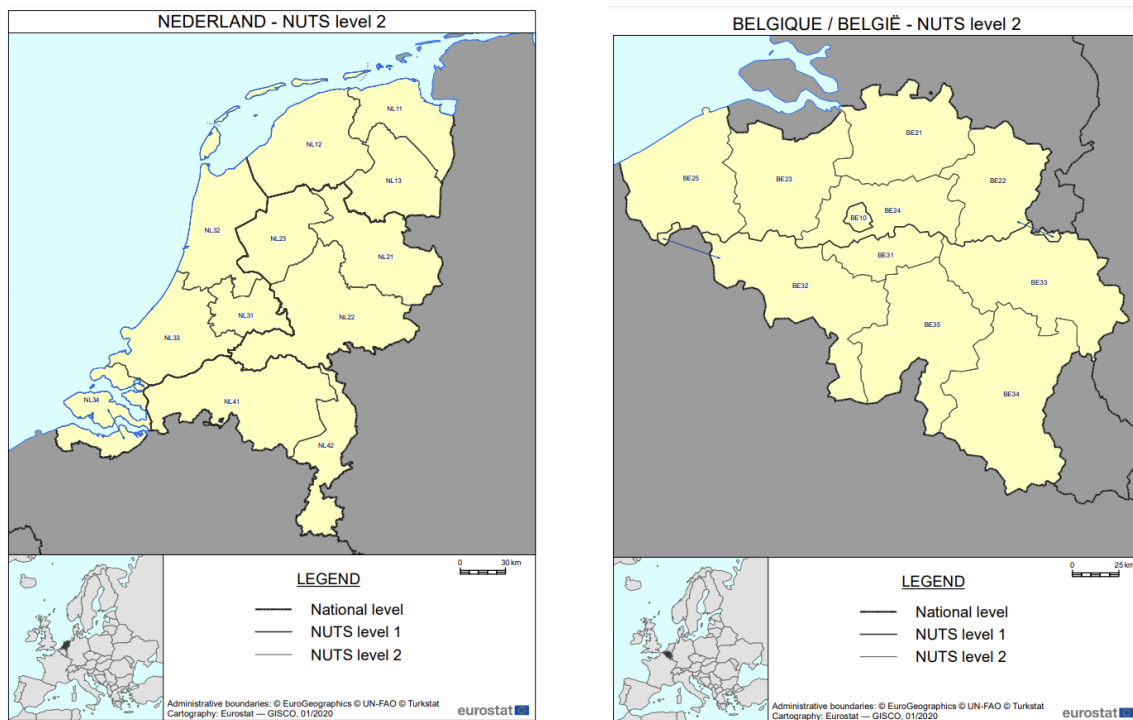 NEDERLAND - NUTS level 2
NL11
NL12
NL13
NL32
NL23
NL21
NL31
NL22
NL33
NL34
NL41
NL42
0 30 km
LEGEND
National level
NUTS level 1
NUTS level 2
Administrative boundaries: © EuroGeographics © UN-FAO © Turkstat
Cartography: Eurostat — GISCO, 01/2020
eurostat
BELGIQUE / BELGIË - NUTS level 2
BE21
BE25
BE23
BE22
BE24
BE10
BE31
BE32
BE33
BE35
BE34
0 25 km
LEGEND
National level
NUTS level 1
NUTS level 2
Administrative boundaries: © EuroGeographics © UN-FAO © Turkstat
Cartography: Eurostat — GISCO, 01/2020
eurostat